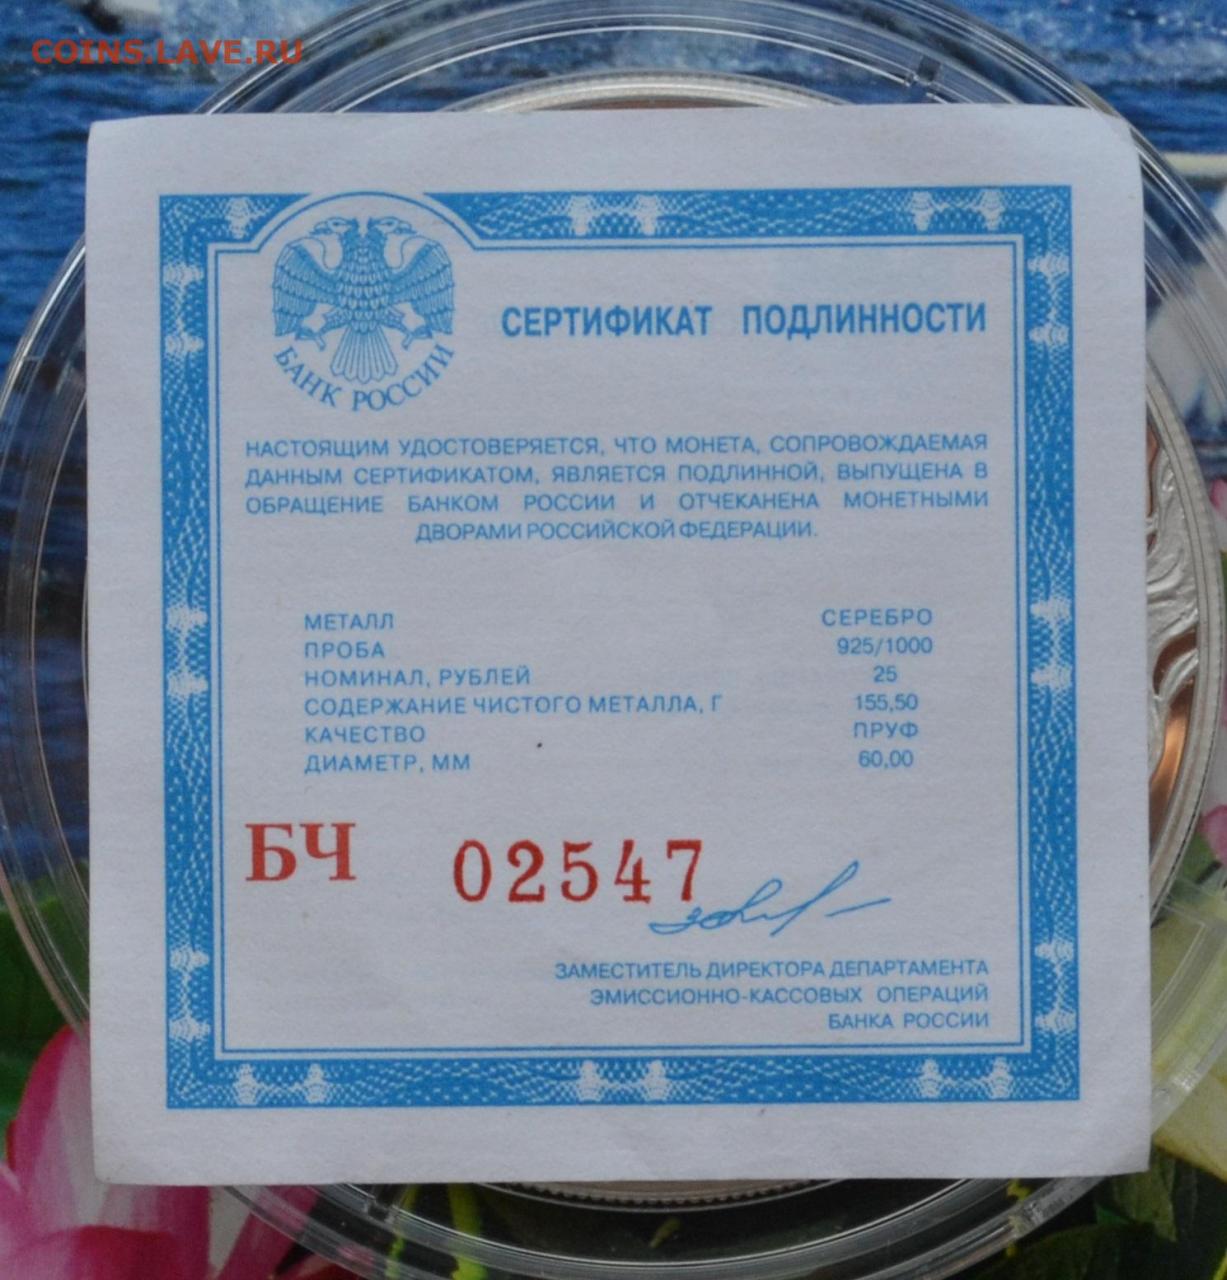 COINS.LAVE.RU
БАНК РОССИИ
СЕРТИФИКАТ ПОДЛИННОСТИ
НАСТОЯЩИМ УДОСТОВЕРЯЕТСЯ, ЧТО МОНЕТА, СОПРОВОЖДАЕМАЯ
ДАННЫМ СЕРТИФИКАТОМ, ЯВЛЯЕТСЯ ПОДЛИННОЙ, ВЫПУЩЕНА В
ОБРАЩЕНИЕ БАНКОМ РОССИИ И ОТЧЕКАНЕНА МОНЕТНЫМИ
ДВОРАМИ РОССИЙСКОЙ ФЕДЕРАЦИИ.
МЕТАЛЛ СЕРЕБРО
ПРОБА 925/1000
НОМИНАЛ, РУБЛЕЙ 25
СОДЕРЖАНИЕ ЧИСТОГО МЕТАЛЛА, Г 155,50
КАЧЕСТВО ПРУФ
ДИАМЕТР, ММ 60,00
БЧ 02547
ЗАМЕСТИТЕЛЬ ДИРЕКТОРА ДЕПАРТАМЕНТА
ЭМИССИОННО-КАССОВЫХ ОПЕРАЦИЙ
БАНКА РОССИИ